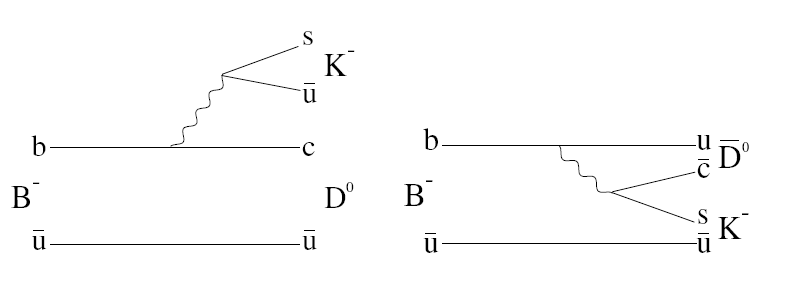 s
K⁻
ū
b c
B⁻ D⁰
ū ū
b u
D̅⁰
c̄
B⁻
s
K⁻
ū ū